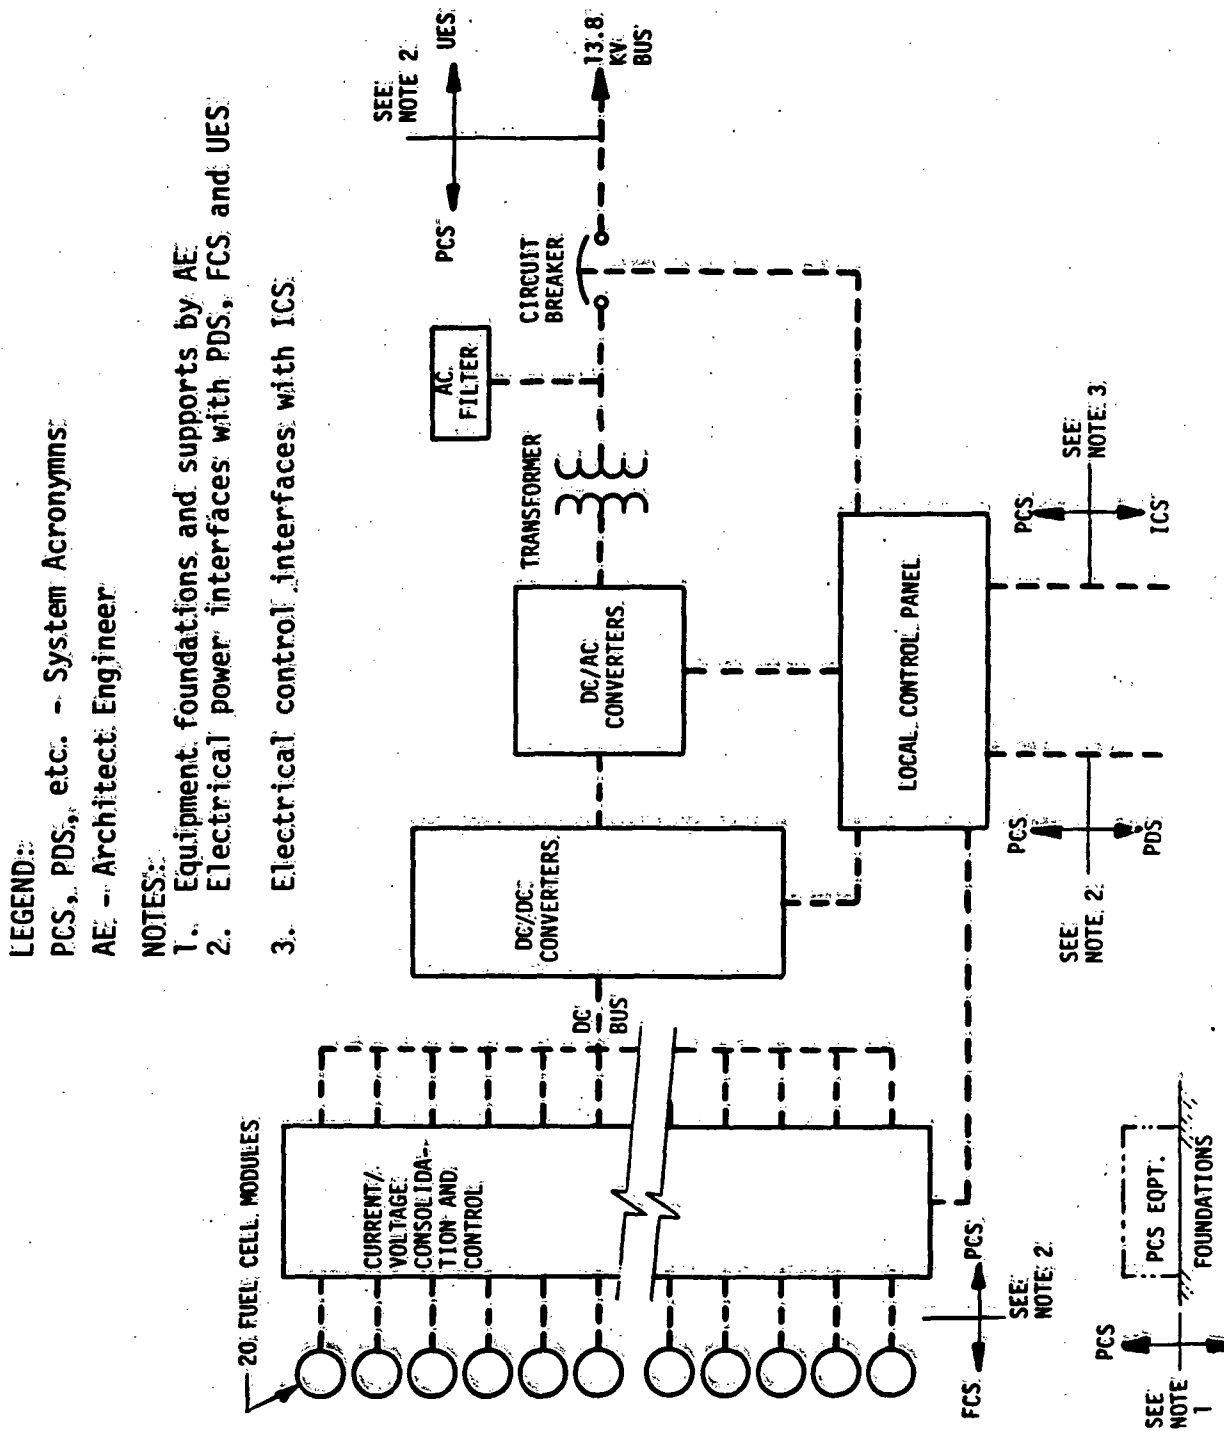 LEGEND:
PCS, PDS, etc. - System Acronymns
AE - Architect Engineer
NOTES:
1. Equipment foundations and supports by AE
2. Electrical power interfaces with PDS, FCS and UES
3. Electrical control interfaces with ICS
20 FUEL CELL MODULES
CURRENT/
VOLTAGE
CONSOLIDA-
TION AND
CONTROL
DC
BUS
DC/DC
CONVERTERS
DC/AC
CONVERTERS
TRANSFORMER
AC
FILTER
CIRCUIT
BREAKER
SEE
NOTE 2
PCS
UES
13.8
KV
BUS
LOCAL CONTROL PANEL
FCS
PCS
SEE
NOTE 2
PCS
PDS
SEE
NOTE 2
PCS
ICS
SEE
NOTE 3
PCS
SEE
NOTE
1
PCS EQPT.
FOUNDATIONS